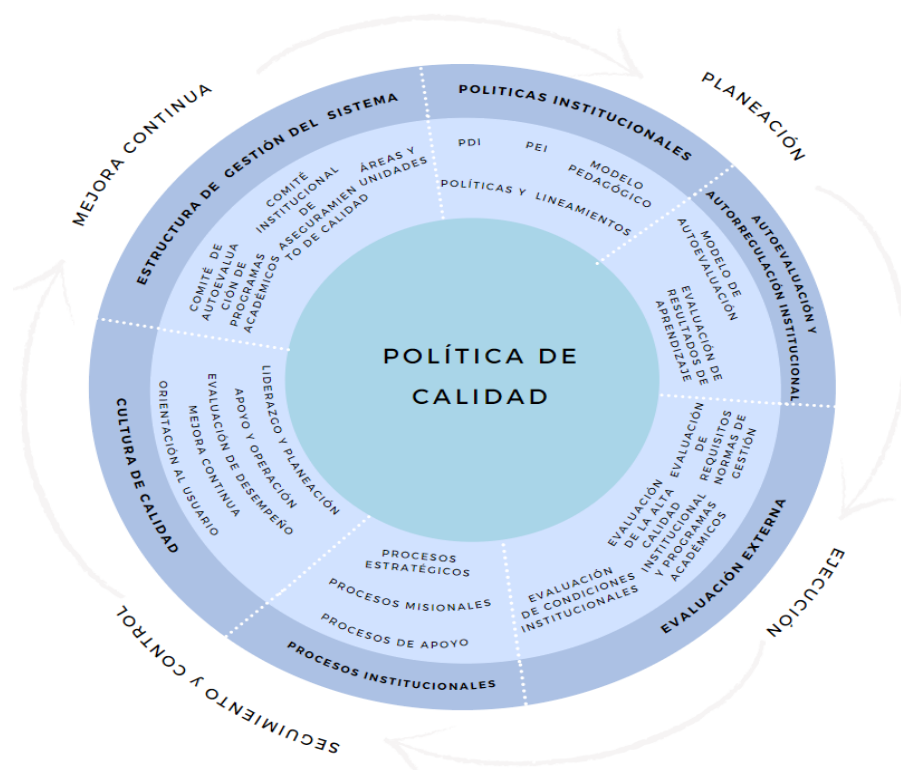 MEJORA CONTINUA
PLANEACIÓN
EJECUCIÓN
SEGUIMIENTO y CONTROL
POLITICAS INSTITUCIONALES
PDI
PEI
MODELO
PEDAGÓGICO
POLÍTICAS Y LINEAMIENTOS
AUTOEVALUACIÓN Y
AUTORREGULACIÓN INSTITUCIONAL
MODELO DE
AUTOEVALUACIÓN
EVALUACIÓN DE
RESULTADOS DE
APRENDIZAJE
EVALUACIÓN EXTERNA
EVALUACIÓN
DE
REQUISITOS
NORMAS DE
GESTIÓN
EVALUACIÓN
DE LA ALTA
CALIDAD
INSTITUCIONAL
Y PROGRAMAS
ACADÉMICOS
EVALUACIÓN
DE CONDICIONES
INSTITUCIONALES
PROCESOS INSTITUCIONALES
PROCESOS
ESTRATÉGICOS
PROCESOS MISIONALES
PROCESOS DE APOYO
CULTURA DE CALIDAD
LIDERAZGO Y PLANEACIÓN
APOYO Y OPERACIÓN
EVALUACIÓN DE DESEMPEÑO
MEJORA CONTINUA
ORIENTACIÓN AL USUARIO
ESTRUCTURA DE GESTIÓN DEL SISTEMA
COMITÉ DE
AUTOEVALUA
CIÓN DE
PROGRAMAS
ACADÉMICOS
COMITÉ
INSTITUCIONAL
DE
ASEGURAMIEN
TO DE CALIDAD
ÁREAS Y
UNIDADES
POLÍTICA DE
CALIDAD